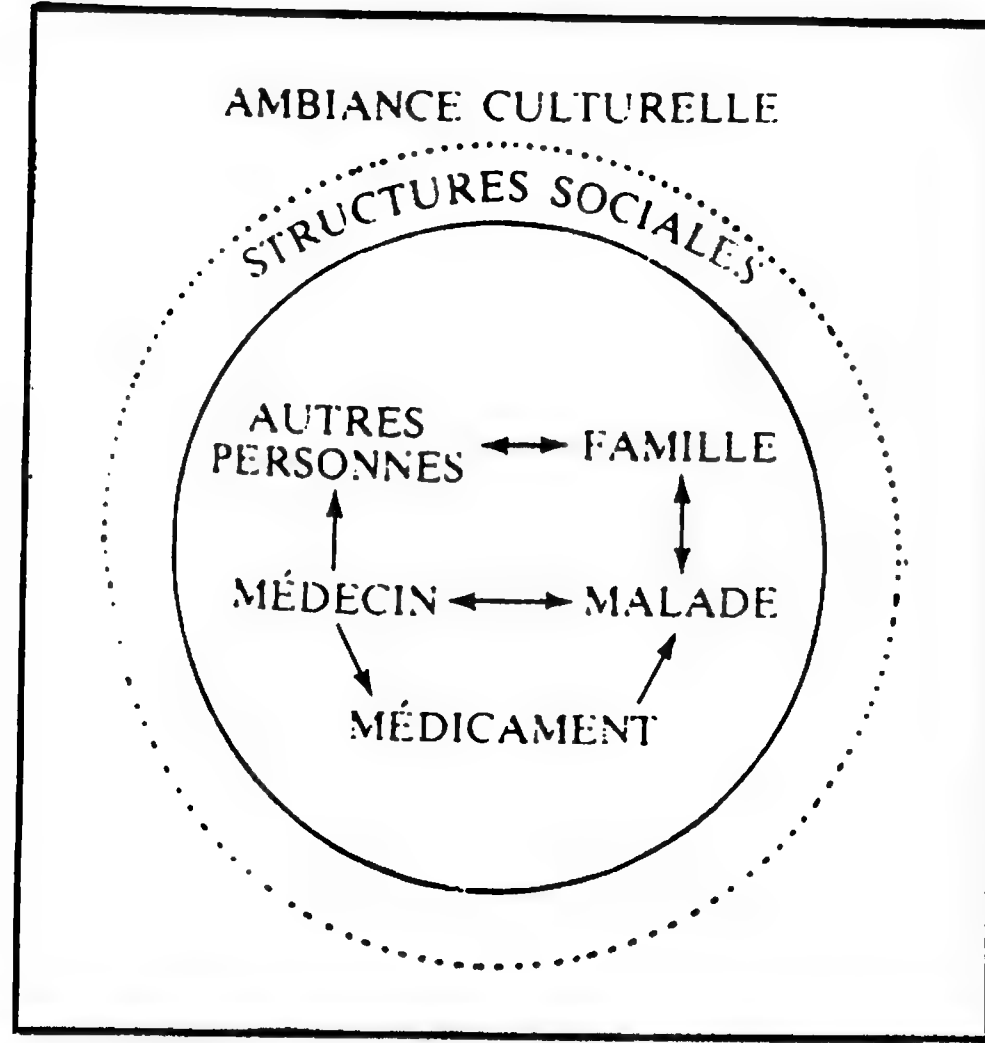 AMBIANCE CULTURELLE
STRUCTURES SOCIALES
AUTRES
PERSONNES
FAMILLE
MÉDECIN
MALADE
MÉDICAMENT